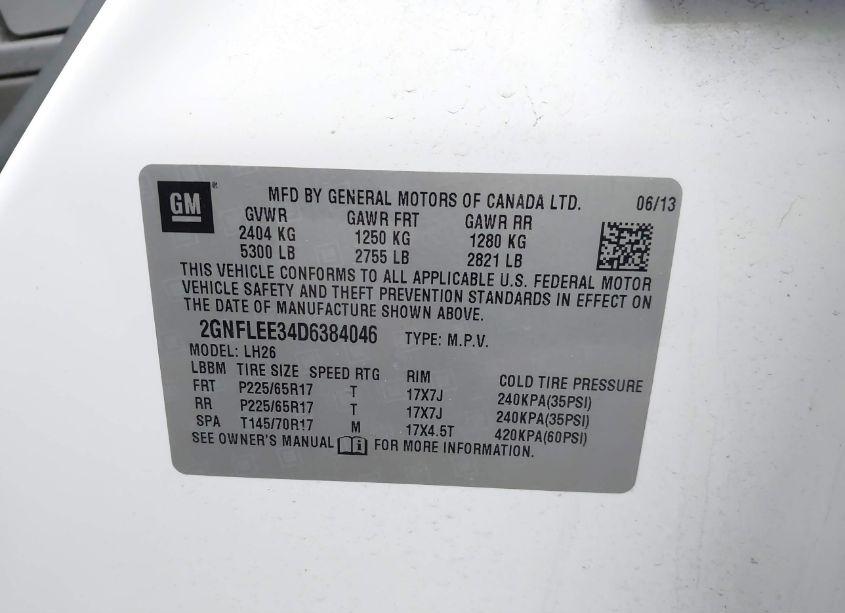 GM
MFD BY GENERAL MOTORS OF CANADA LTD. 06/13
GVWR GAWR FRT GAWR RR
2404 KG 1250 KG 1280 KG
5300 LB 2755 LB 2821 LB
THIS VEHICLE CONFORMS TO ALL APPLICABLE U.S. FEDERAL MOTOR
VEHICLE SAFETY AND THEFT PREVENTION STANDARDS IN EFFECT ON
THE DATE OF MANUFACTURE SHOWN ABOVE.
2GNFLEE34D6384046 TYPE: M.P.V.
MODEL: LH26
LBBM TIRE SIZE SPEED RTG RIM COLD TIRE PRESSURE
FRT P225/65R17 T 17X7J 240KPA(35PSI)
RR P225/65R17 T 17X7J 240KPA(35PSI)
SPA T145/70R17 M 17X4.5T 420KPA(60PSI)
SEE OWNER'S MANUAL FOR MORE INFORMATION.